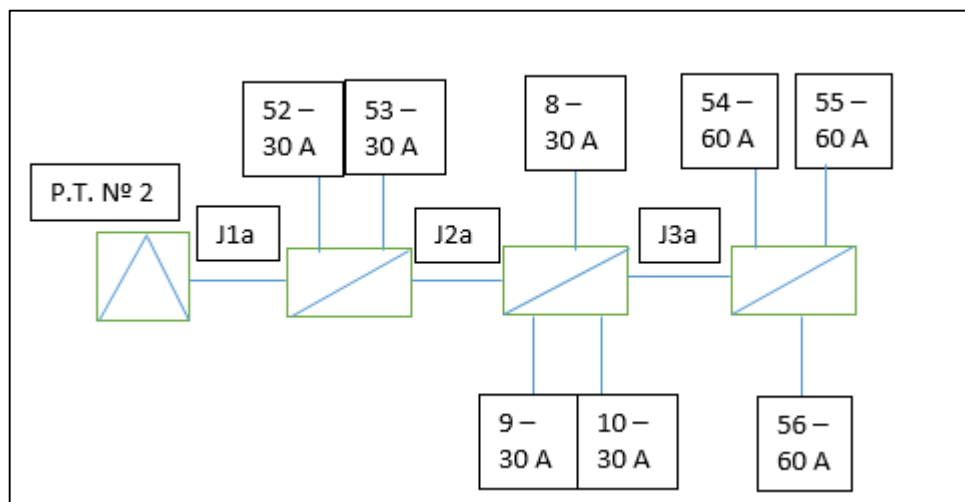 52 –
30 A
53 –
30 A
8 –
30 A
54 –
60 A
55 –
60 A
P.T. Nº 2
J1a
J2a
J3a
9 –
30 A
10 –
30 A
56 –
60 A